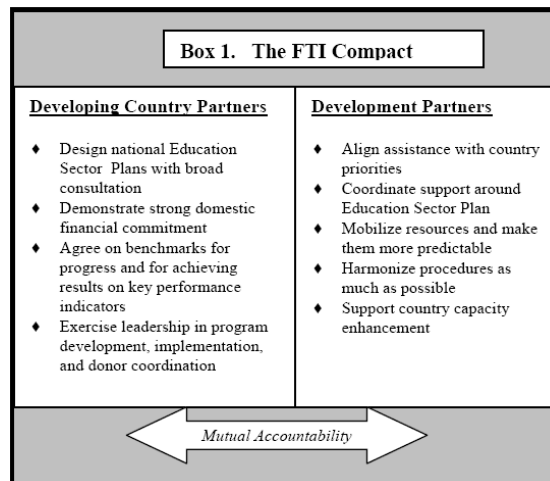 Box 1.   The FTI Compact
Developing Country Partners
♦ Design national Education
Sector  Plans with broad
consultation
♦ Demonstrate strong domestic
financial commitment
♦ Agree on benchmarks for
progress and for achieving
results on key performance
indicators
♦ Exercise leadership in program
development, implementation,
and donor coordination
Development Partners
♦ Align assistance with country
priorities
♦ Coordinate support around
Education Sector Plan
♦ Mobilize resources and make
them more predictable
♦ Harmonize procedures as
much as possible
♦ Support country capacity
enhancement
Mutual Accountability